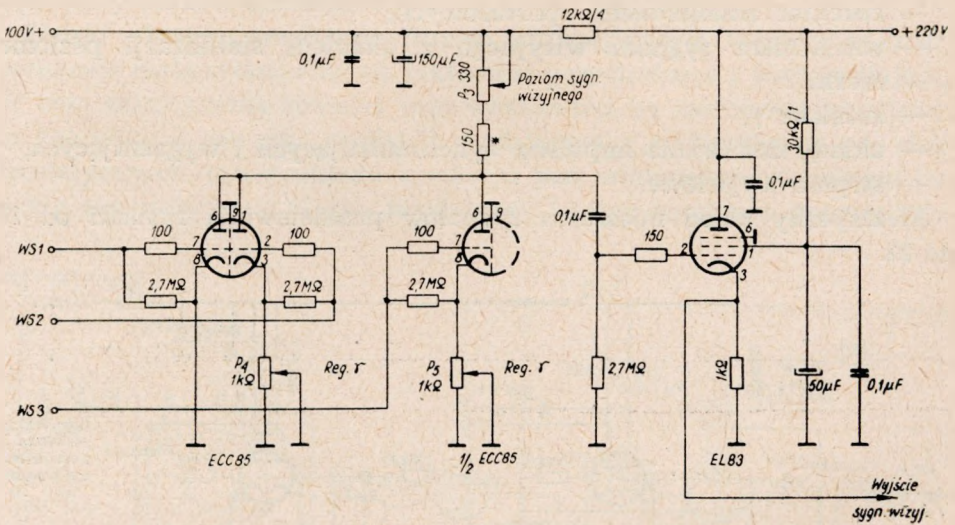 100V+
12kΩ/4
+220V
0,1μF
150μF
P3 330
Poziom sygn.
wizyjnego
150
*
30kΩ/1
0,1μF
0,1μF
6 9 1
6 9
7
6
WS1
100
7
2
100
100
7
150
2
1
8
3
8
3
2,7MΩ
2,7MΩ
2,7MΩ
WS2
P4
1kΩ
Reg. γ
P5
1kΩ
Reg. γ
2,7MΩ
1kΩ
50μF
0,1μF
WS3
ECC85
1/2 ECC85
EL83
Wyjście
sygn. wizyj.